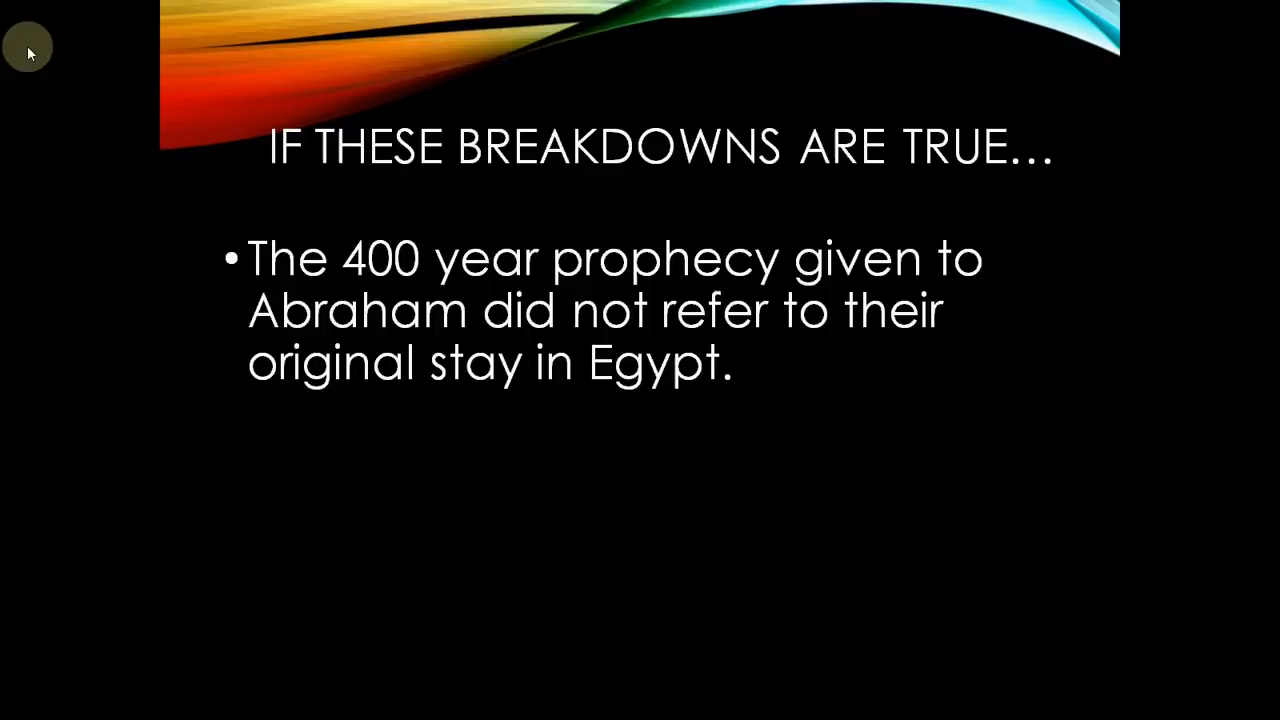 IF THESE BREAKDOWNS ARE TRUE...
• The 400 year prophecy given to
Abraham did not refer to their
original stay in Egypt.